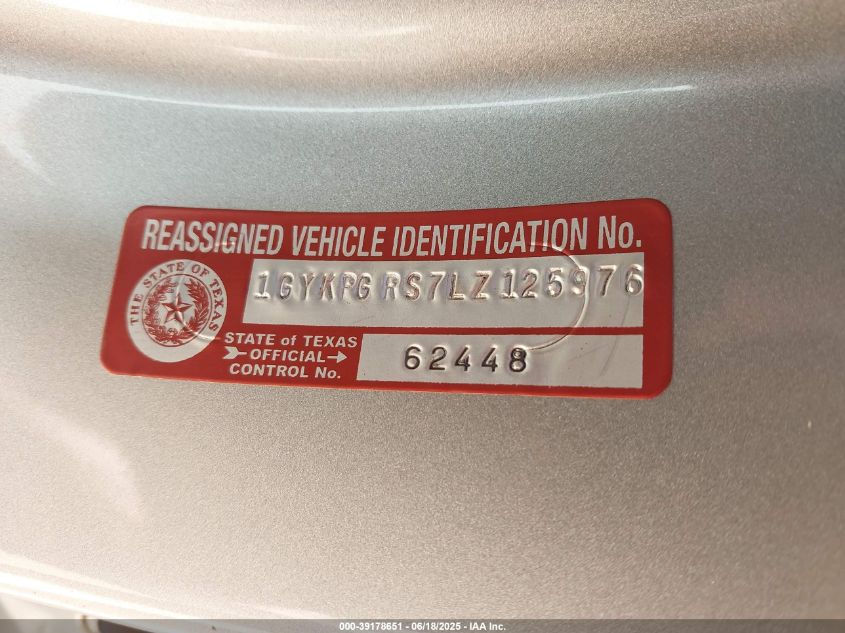 REASSIGNED VEHICLE IDENTIFICATION No.
1GYKPGRS7LZ125976
THE STATE OF TEXAS
STATE of TEXAS
OFFICIAL
CONTROL No.
62448
000-39178651 - 06/18/2025 - IAA Inc.